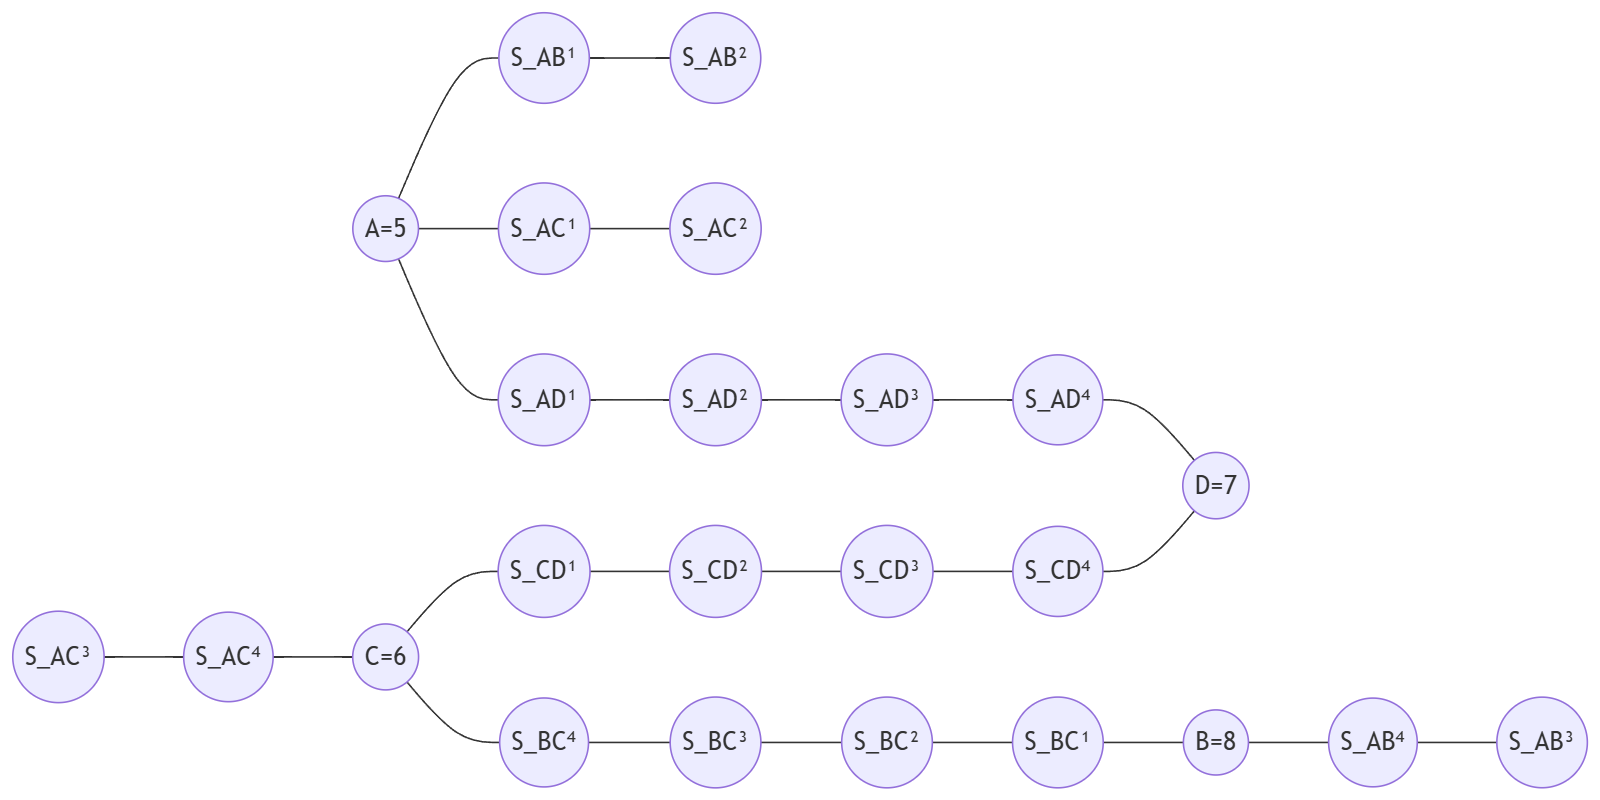 S_AB¹ S_AB²
A=5 S_AC¹ S_AC²
S_AD¹ S_AD² S_AD³ S_AD⁴
D=7
S_CD¹ S_CD² S_CD³ S_CD⁴
S_AC³ S_AC⁴ C=6
S_BC⁴ S_BC³ S_BC² S_BC¹ B=8 S_AB⁴ S_AB³